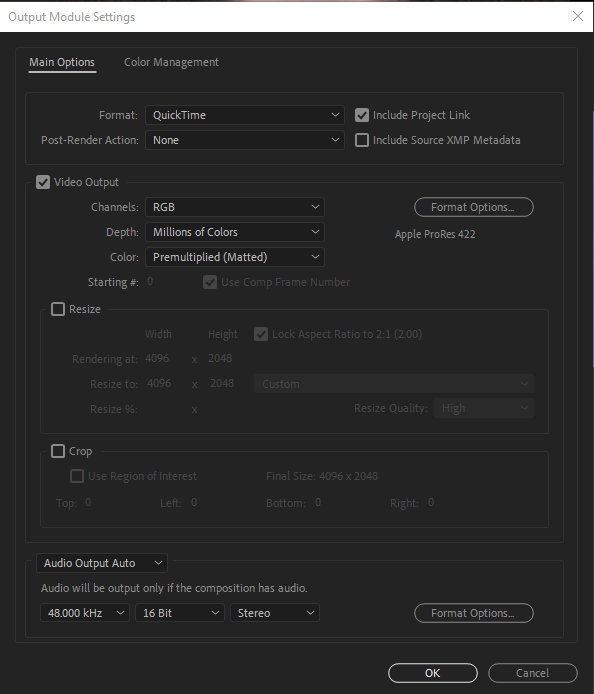 Output Module Settings
Main Options Color Management
Format: QuickTime Include Project Link
Post-Render Action: None Include Source XMP Metadata
Video Output
Channels: RGB Format Options...
Depth: Millions of Colors Apple ProRes 422
Color: Premultiplied (Matted)
Starting #: 0 Use Comp Frame Number
Resize
Width Height Lock Aspect Ratio to 2:1 (2.00)
Rendering at: 4096 x 2048
Resize to: 4096 x 2048 Custom
Resize %: x Resize Quality: High
Crop
Use Region of Interest Final Size: 4096 x 2048
Top: 0 Left: 0 Bottom: 0 Right: 0
Audio Output Auto
Audio will be output only if the composition has audio.
48.000 kHz 16 Bit Stereo Format Options...
OK Cancel